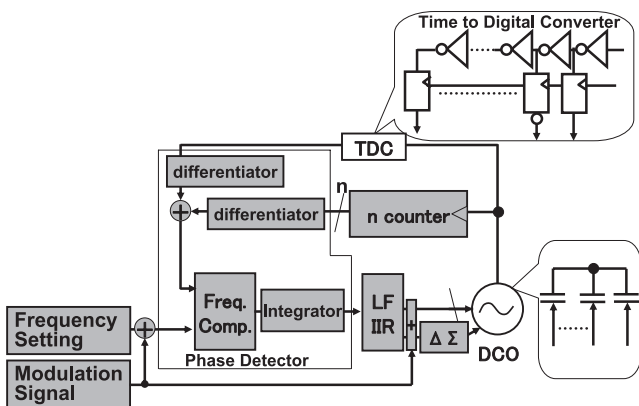 Time to Digital Converter
TDC
differentiator
n
+
differentiator
n counter
Freq.
Comp.
Integrator
LF
IIR
+
Δ Σ
DCO
Frequency
Setting
+
Phase Detector
Modulation
Signal